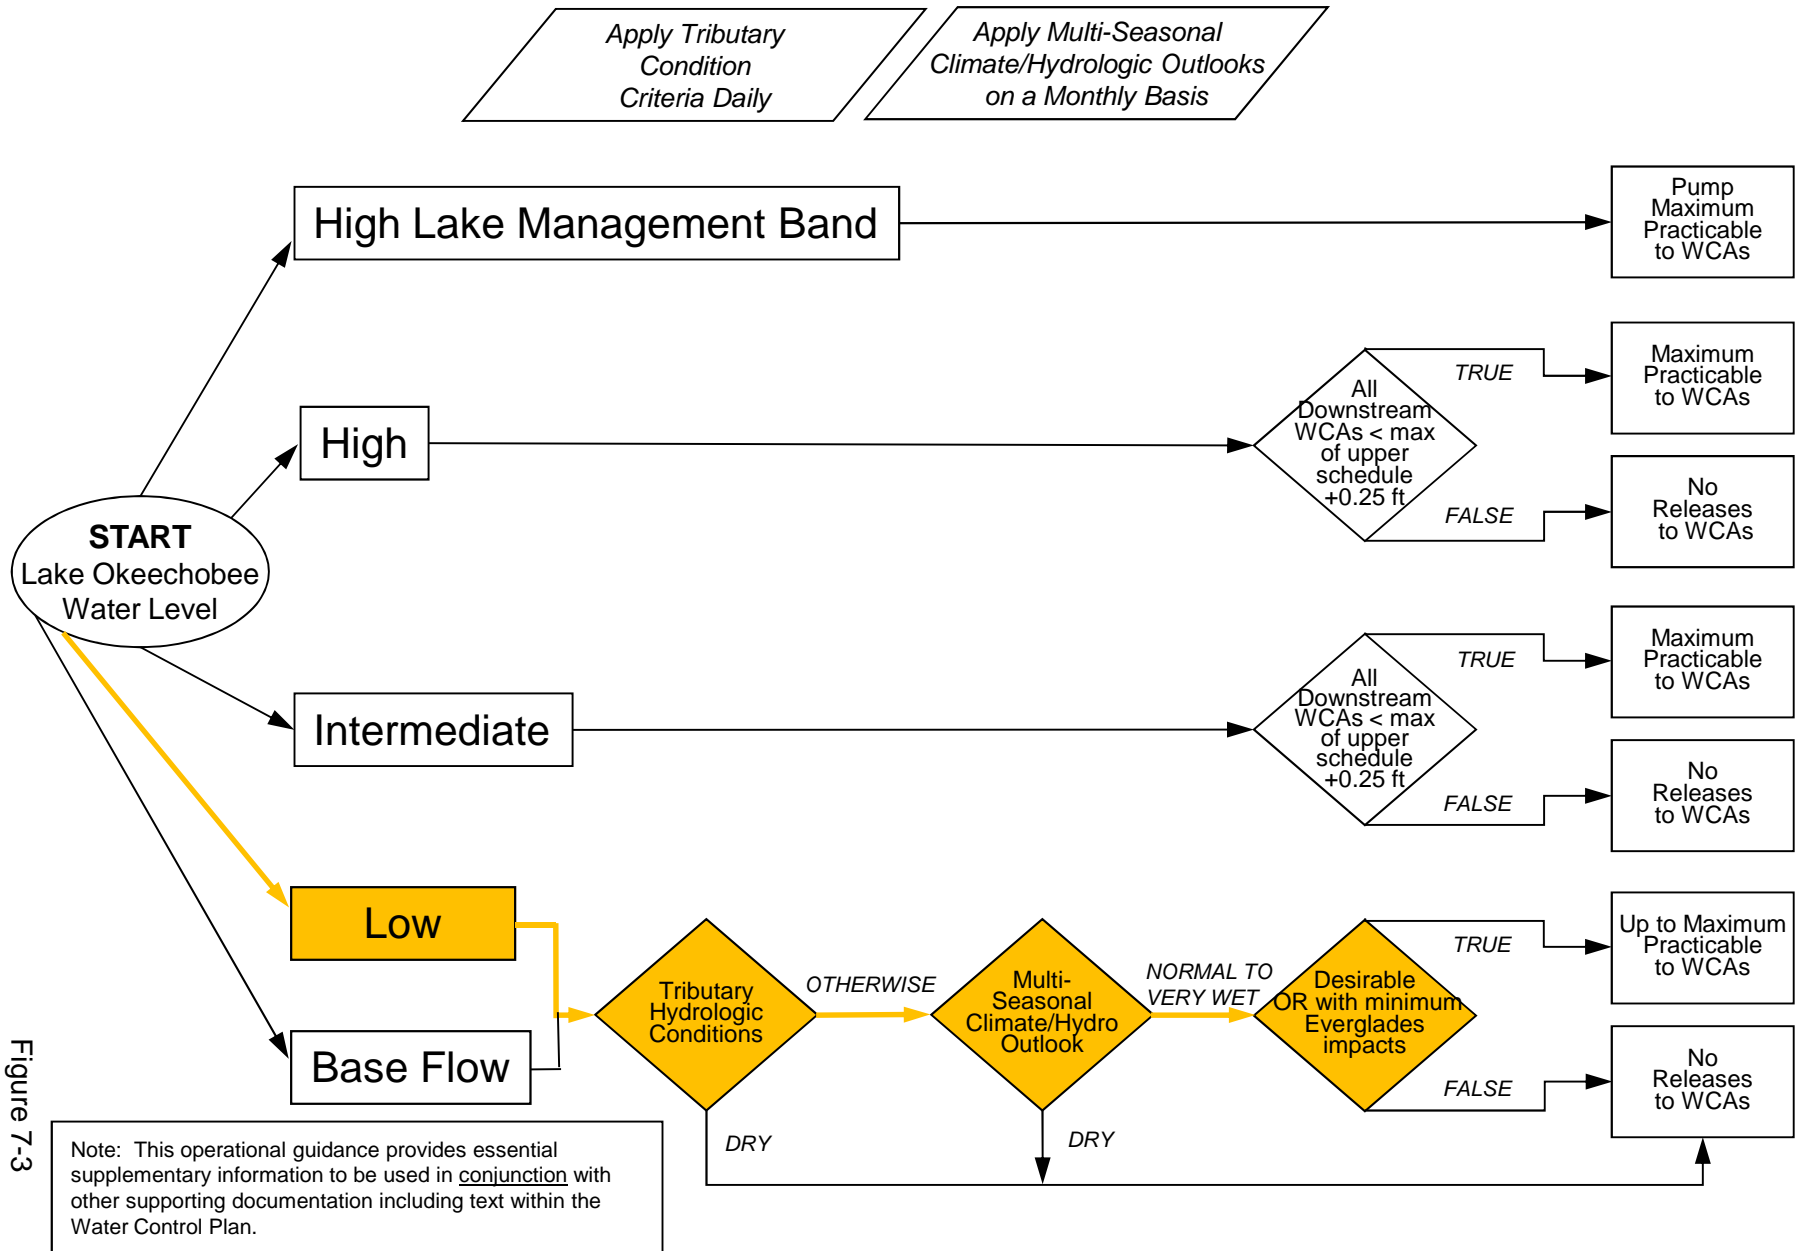 Apply Tributary
Condition
Criteria Daily
Apply Multi-Seasonal
Climate/Hydrologic Outlooks
on a Monthly Basis
High Lake Management Band
Pump
Maximum
Practicable
to WCAs
High
All
Downstream
WCAs < max
of upper
schedule
+0.25 ft
TRUE
Maximum
Practicable
to WCAs
FALSE
No
Releases
to WCAs
START
Lake Okeechobee
Water Level
Intermediate
All
Downstream
WCAs < max
of upper
schedule
+0.25 ft
TRUE
Maximum
Practicable
to WCAs
FALSE
No
Releases
to WCAs
Low
Base Flow
Tributary
Hydrologic
Conditions
OTHERWISE
Multi-
Seasonal
Climate/Hydro
Outlook
NORMAL TO
VERY WET
Desirable
OR with minimum
Everglades
impacts
TRUE
Up to Maximum
Practicable
to WCAs
FALSE
No
Releases
to WCAs
DRY
DRY
Figure 7-3
Note: This operational guidance provides essential
supplementary information to be used in conjunction with
other supporting documentation including text within the
Water Control Plan.